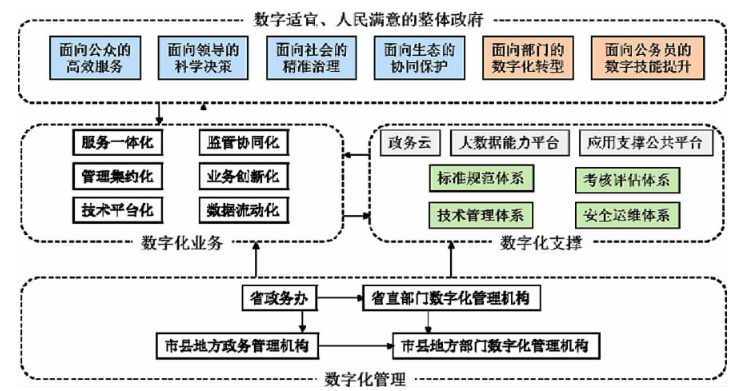 数字适宜、人民满意的整体政府
面向公众的 面向领导的 面向社会的 面向生态的 面向部门的 面向公务员的
高效服务 科学决策 精准治理 协同保护 数字化转型 数字技能提升
服务一体化 监管协同化 政务云 大数据能力平台 应用支撑公共平台
管理集约化 业务创新化 标准规范体系 考核评估体系
技术平台化 数据流动化 技术管理体系 安全运维体系
数字化业务 数字化支撑
省政务办 省直部门数字化管理机构
市县地方政务管理机构 市县地方部门数字化管理机构
数字化管理